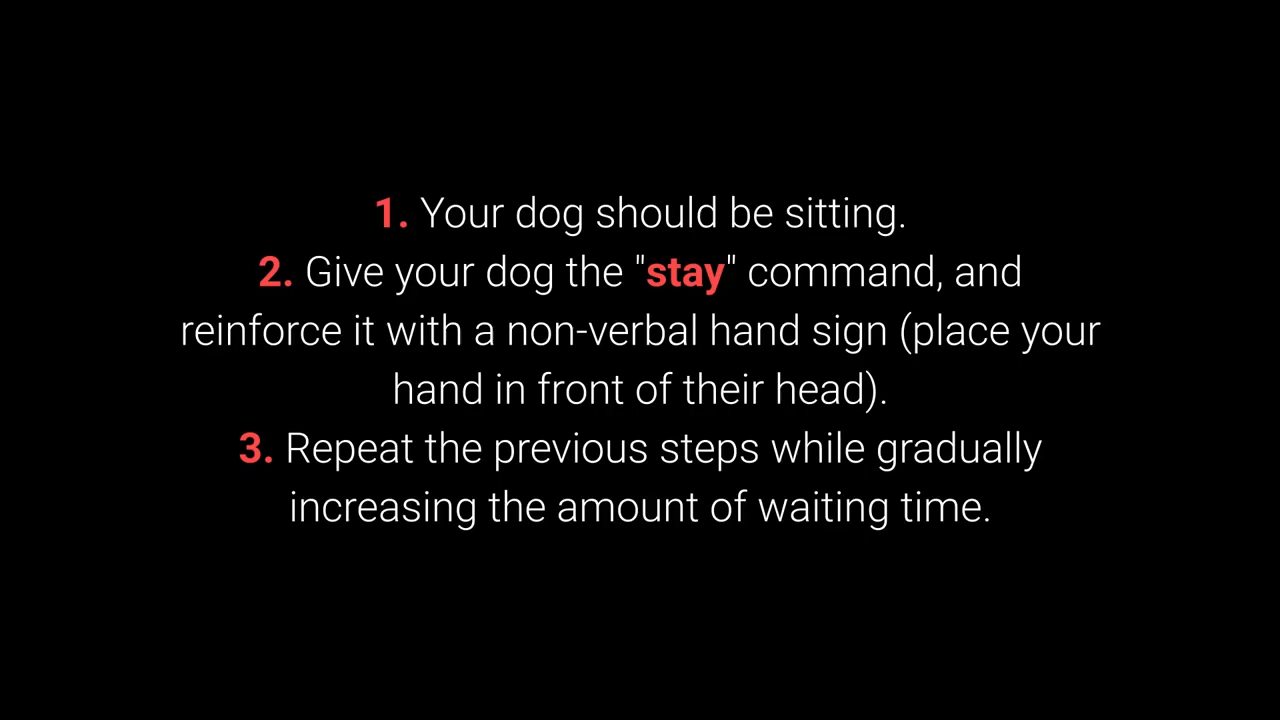 1. Your dog should be sitting.
2. Give your dog the "stay" command, and
reinforce it with a non-verbal hand sign (place your
hand in front of their head).
3. Repeat the previous steps while gradually
increasing the amount of waiting time.